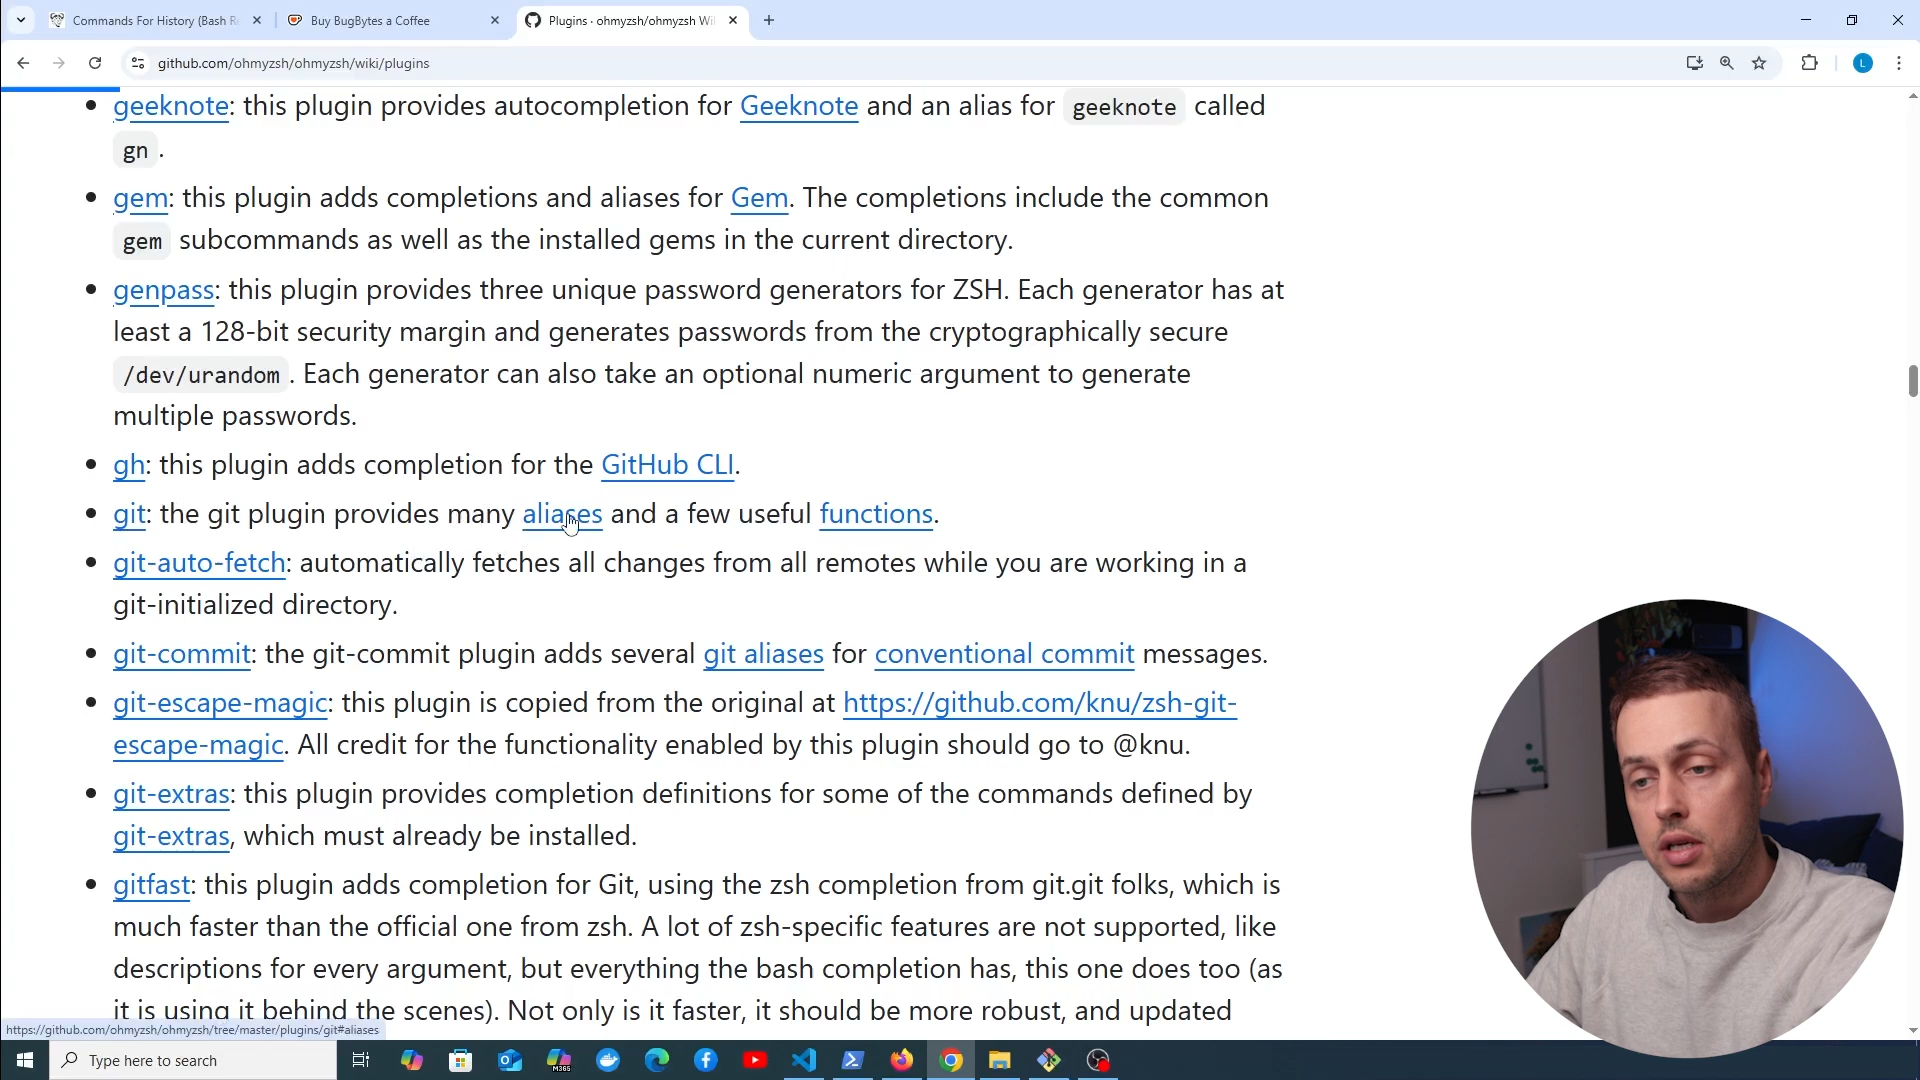 Commands For History (Bash R
Buy BugBytes a Coffee
Plugins · ohmyzsh/ohmyzsh Wi
github.com/ohmyzsh/ohmyzsh/wiki/plugins
L
geeknote: this plugin provides autocompletion for Geeknote and an alias for geeknote called
gn .
gem: this plugin adds completions and aliases for Gem. The completions include the common
gem subcommands as well as the installed gems in the current directory.
genpass: this plugin provides three unique password generators for ZSH. Each generator has at
least a 128-bit security margin and generates passwords from the cryptographically secure
/dev/urandom . Each generator can also take an optional numeric argument to generate
multiple passwords.
gh: this plugin adds completion for the GitHub CLI.
git: the git plugin provides many aliases and a few useful functions.
git-auto-fetch: automatically fetches all changes from all remotes while you are working in a
git-initialized directory.
git-commit: the git-commit plugin adds several git aliases for conventional commit messages.
git-escape-magic: this plugin is copied from the original at https://github.com/knu/zsh-git-
escape-magic. All credit for the functionality enabled by this plugin should go to @knu.
git-extras: this plugin provides completion definitions for some of the commands defined by
git-extras, which must already be installed.
gitfast: this plugin adds completion for Git, using the zsh completion from git.git folks, which is
much faster than the official one from zsh. A lot of zsh-specific features are not supported, like
descriptions for every argument, but everything the bash completion has, this one does too (as
it is using it behind the scenes). Not only is it faster, it should be more robust, and updated
https://github.com/ohmyzsh/ohmyzsh/tree/master/plugins/git#aliases
Type here to search
M365